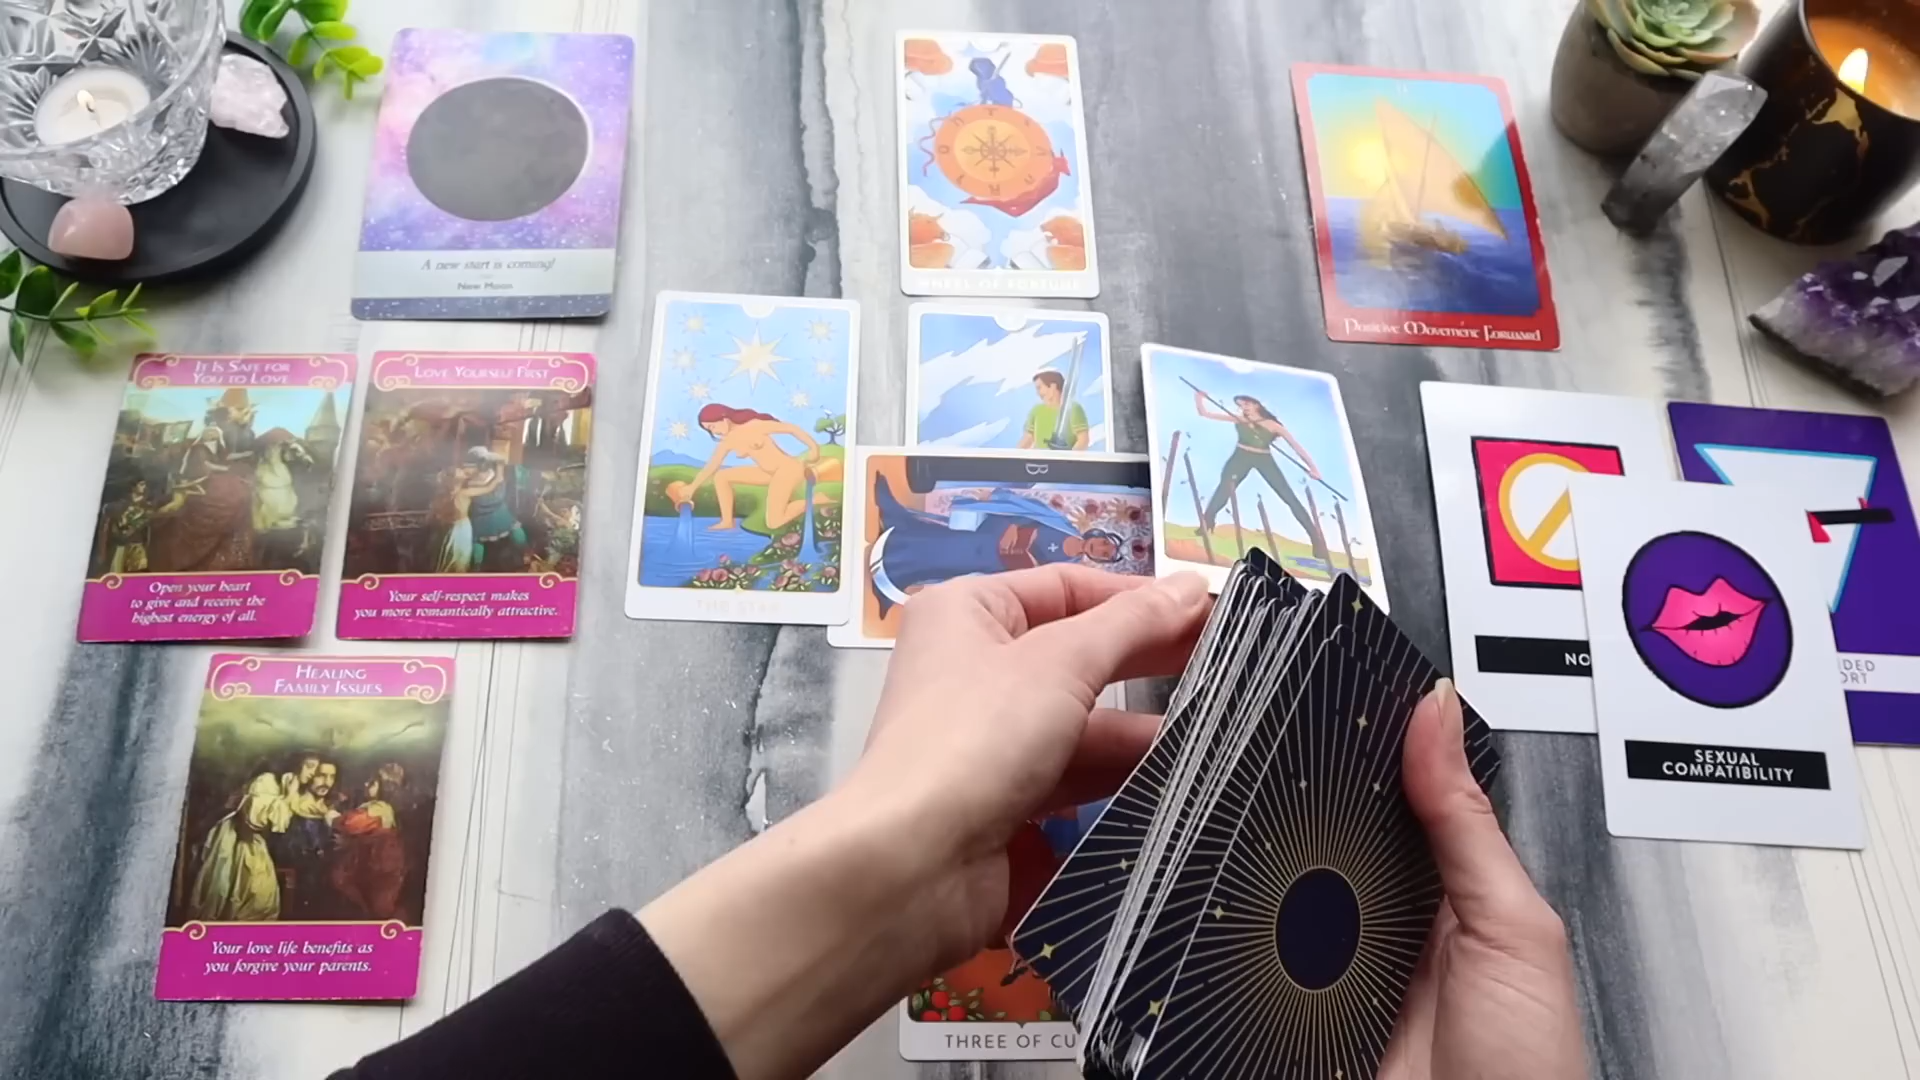 A new start is coming!
New Moon
WHEEL OF FORTUNE
Positive Movement Forward
IT IS SAFE FOR
YOU TO LOVE
Open your heart
to give and receive the
highest energy of all.
LOVE YOURSELF FIRST
Your self-respect makes
you more romantically attractive.
THE STAR
B
HEALING
FAMILY ISSUES
Your love life benefits as
you forgive your parents.
NO
DED
ORT
SEXUAL
COMPATIBILITY
THREE OF CU